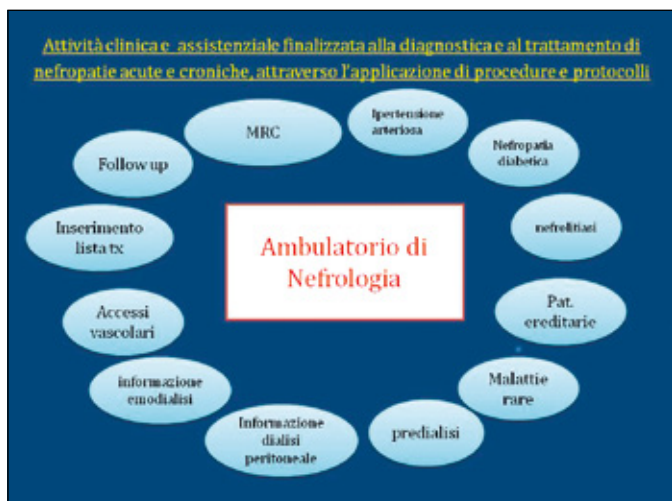 Attività clinica e assistenziale finalizzata alla diagnostica e al trattamento di
nefropatie acute e croniche, attraverso l'applicazione di procedure e protocolli
MRC
Ipertensione
arteriosa
Nefropatia
diabetica
nefrolitiasi
Pat.
ereditarie
Malattie
rare
predialisi
Informazione
dialisi
peritoneale
informazione
emodialisi
Accessi
vascolari
Inserimento
lista tx
Follow up
Ambulatorio di
Nefrologia